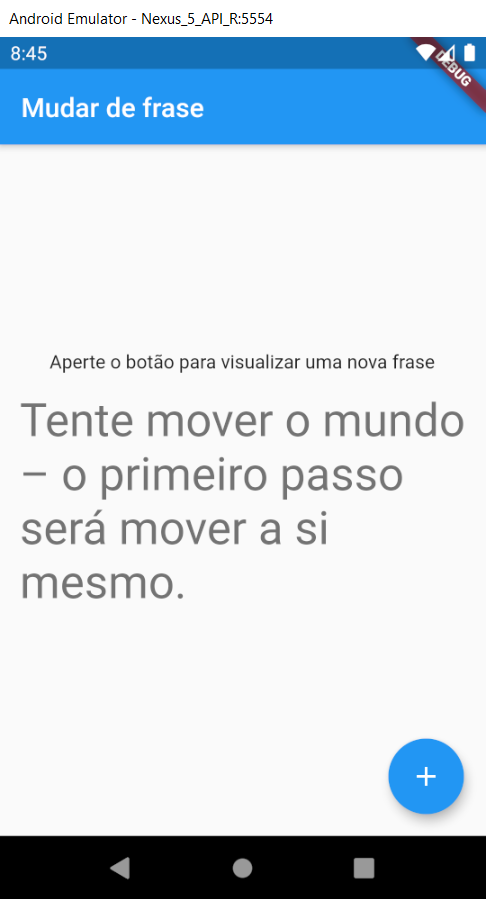 Android Emulator - Nexus_5_API_R:5554
8:45
DEBUG
Mudar de frase
Aperte o botão para visualizar uma nova frase
Tente mover o mundo
– o primeiro passo
será mover a si
mesmo.
+